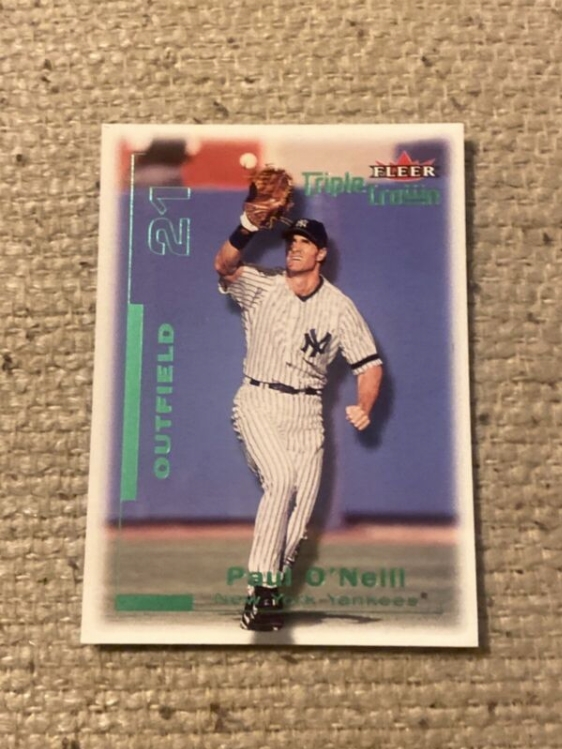 FLEER
Triple
Crown
21
OUTFIELD
NY
Paul O'Neill
New York Yankees®